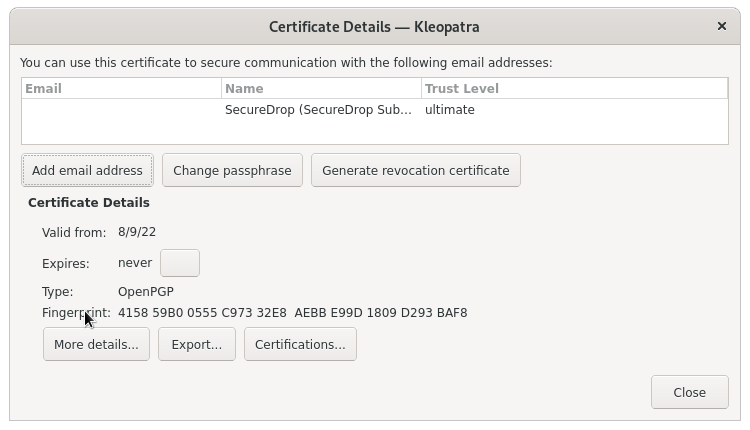 Certificate Details — Kleopatra
You can use this certificate to secure communication with the following email addresses:
Email Name Trust Level
SecureDrop (SecureDrop Sub... ultimate
Add email address Change passphrase Generate revocation certificate
Certificate Details
Valid from: 8/9/22
Expires: never
Type: OpenPGP
Fingerprint: 4158 59B0 0555 C973 32E8  AEBB E99D 1809 D293 BAF8
More details... Export... Certifications...
Close